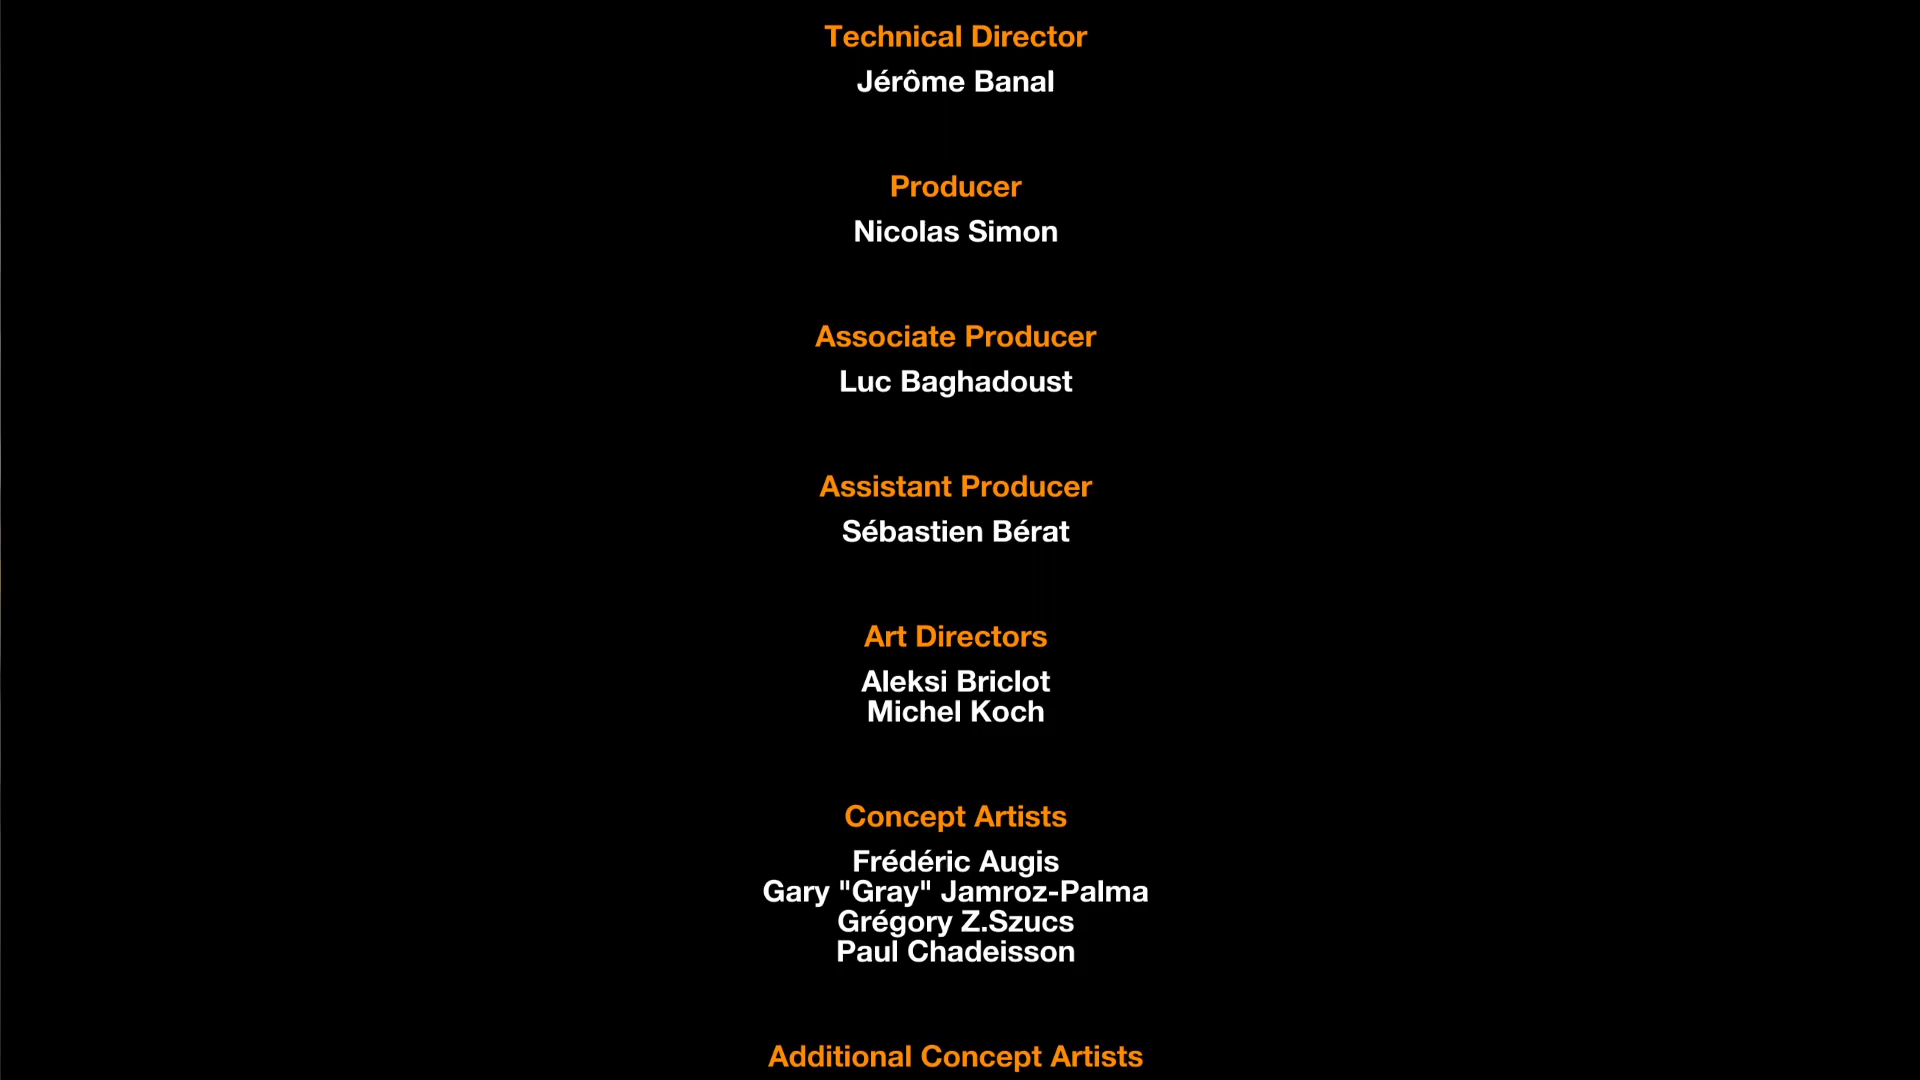 Technical Director
Jérôme Banal
Producer
Nicolas Simon
Associate Producer
Luc Baghadoust
Assistant Producer
Sébastien Bérat
Art Directors
Aleksi Briclot
Michel Koch
Concept Artists
Frédéric Augis
Gary "Gray" Jamroz-Palma
Grégory Z.Szucs
Paul Chadeisson
Additional Concept Artists